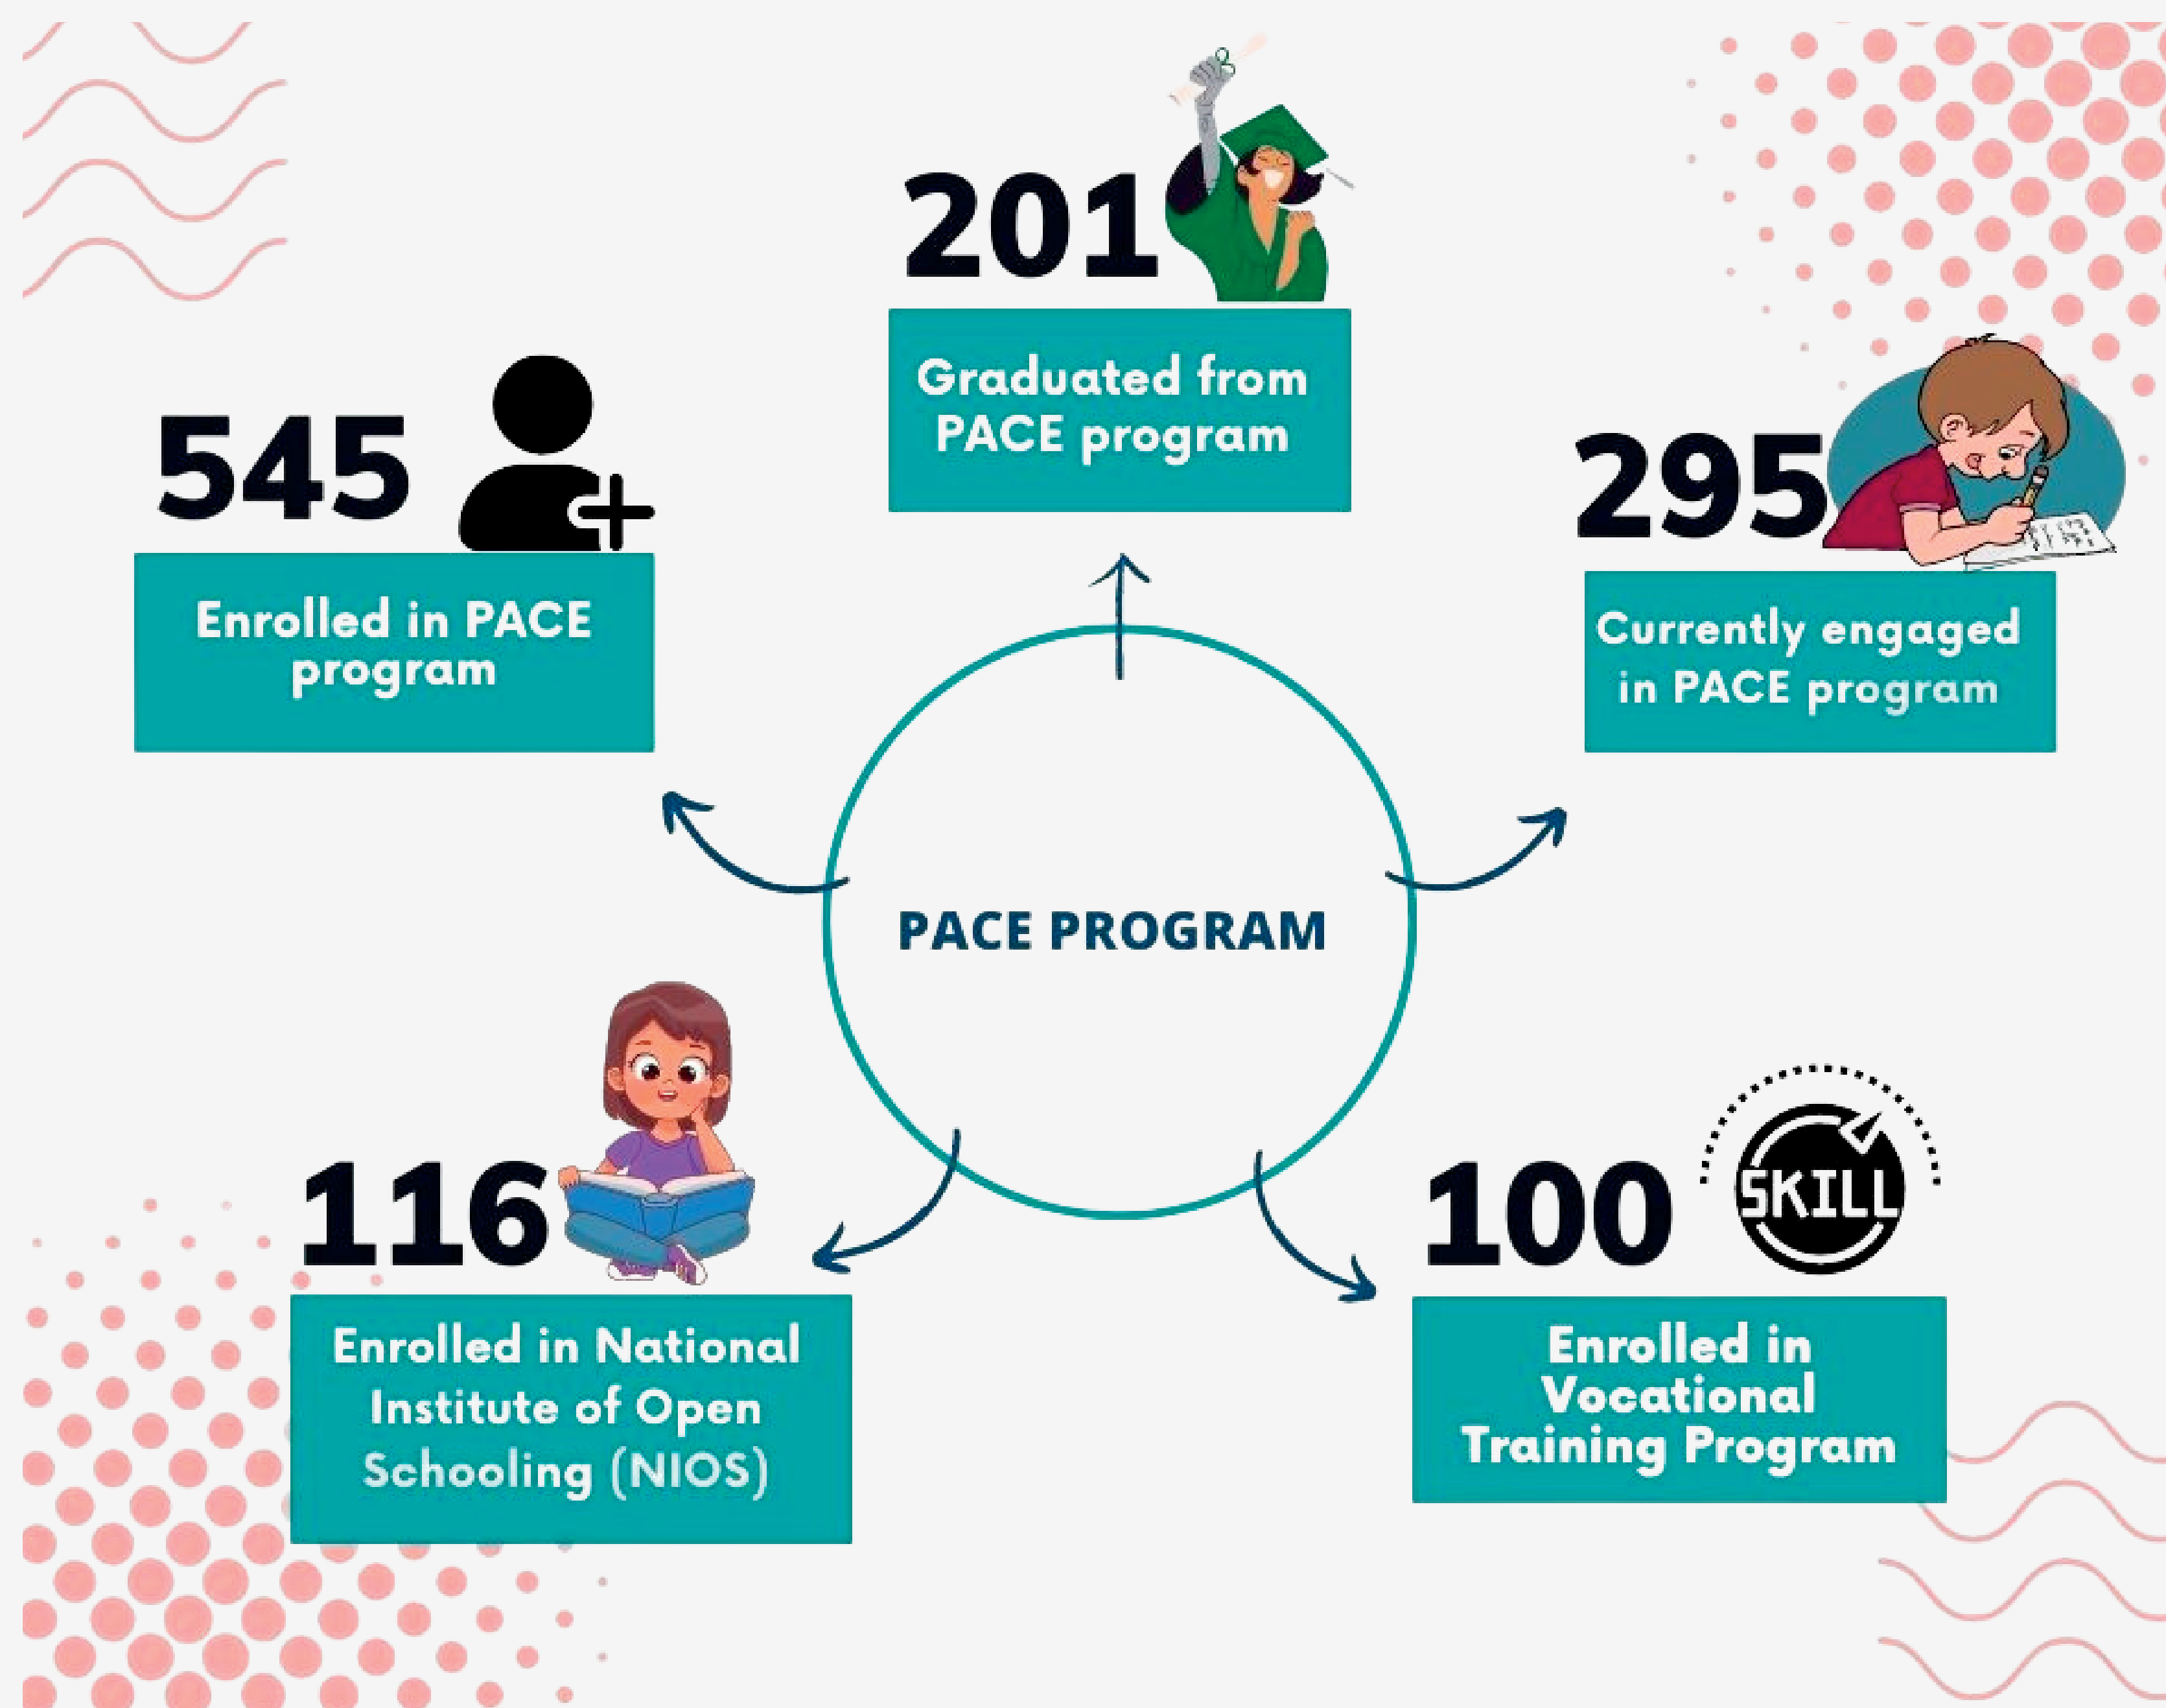 201
Graduated from
PACE program
545
Enrolled in PACE
program
295
Currently engaged
in PACE program
PACE PROGRAM
116
Enrolled in National
Institute of Open
Schooling (NIOS)
100
SKILL
Enrolled in
Vocational
Training Program